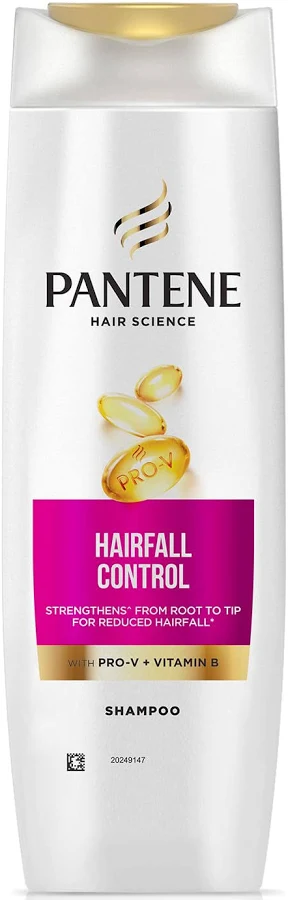 PANTENE
HAIR SCIENCE
PRO-V
HAIRFALL
CONTROL
STRENGTHENS^ FROM ROOT TO TIP
FOR REDUCED HAIRFALL*
WITH PRO-V + VITAMIN B
SHAMPOO
20249147